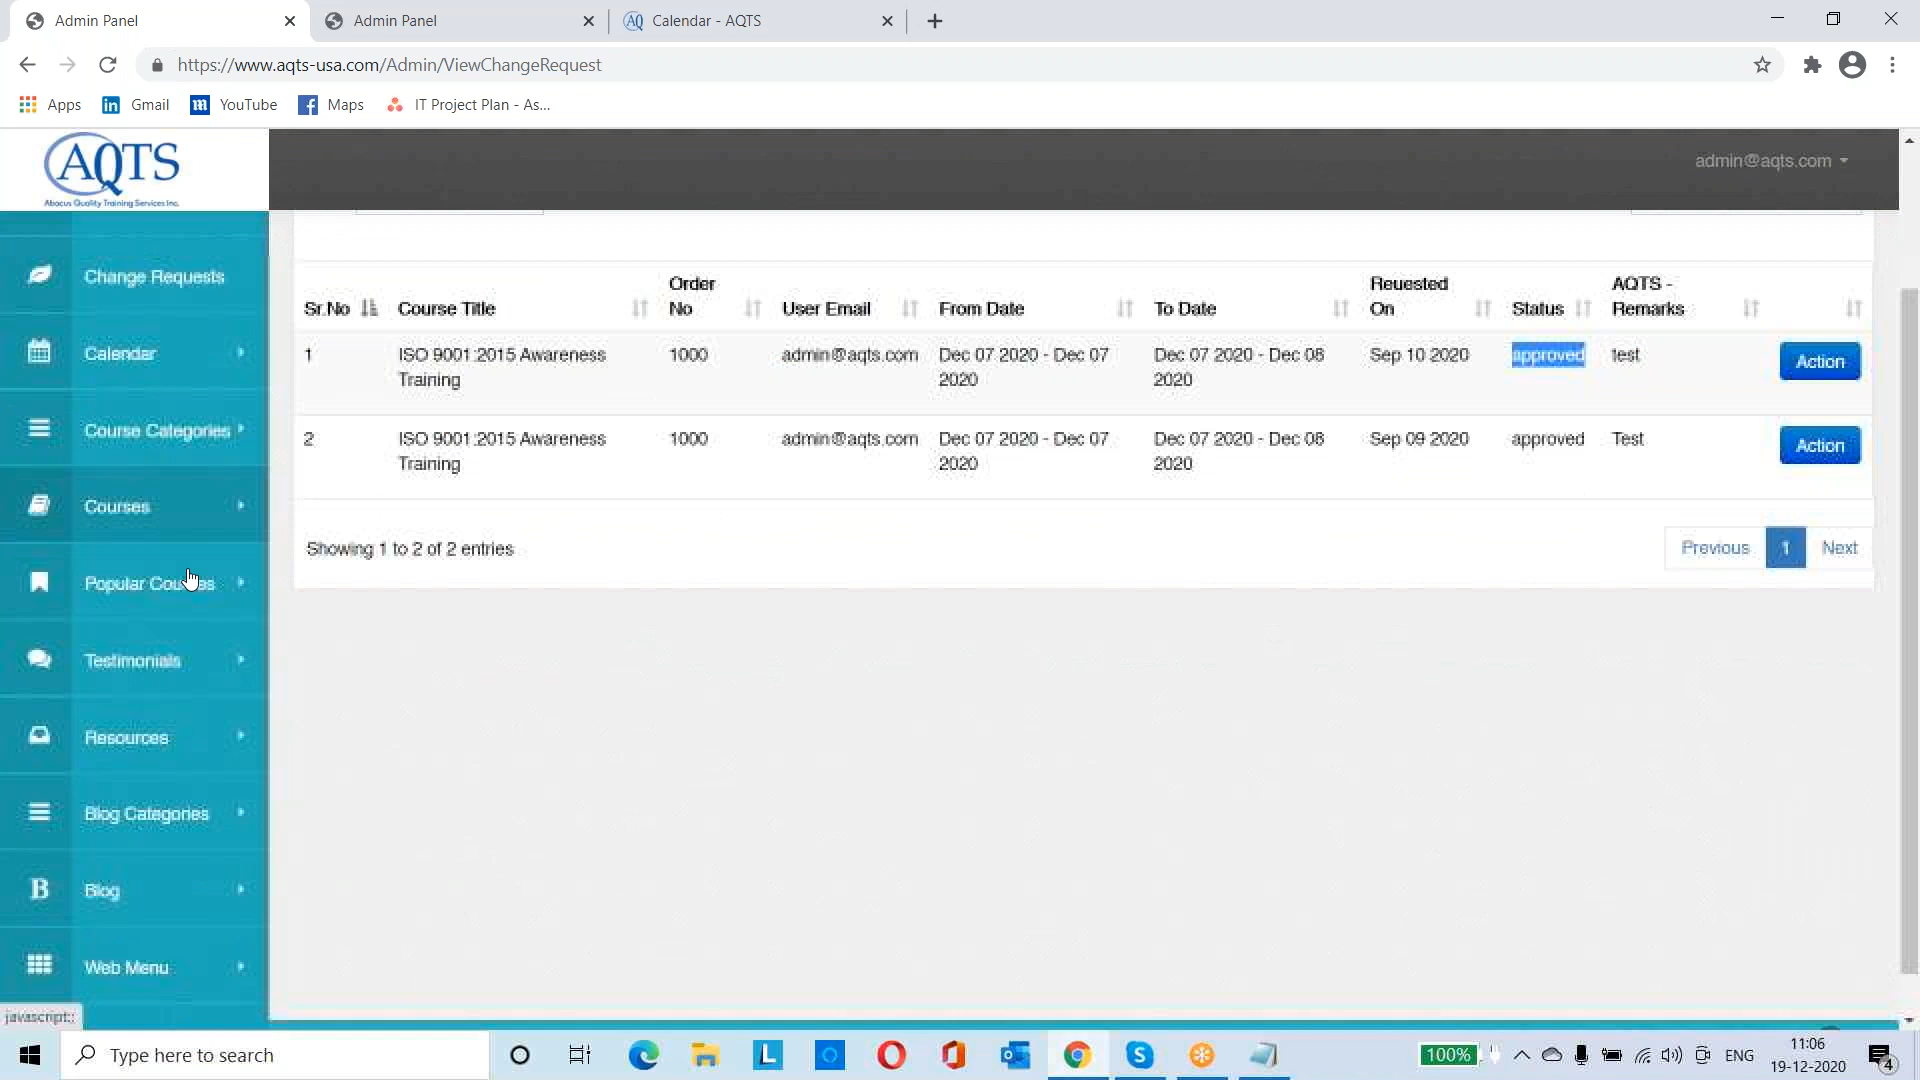 Admin Panel
Admin Panel
AQ Calendar - AQTS
https://www.aqts-usa.com/Admin/ViewChangeRequest
Apps
Gmail
YouTube
Maps
IT Project Plan - As...
AQTS
Abacus Quality Training Services Inc.
admin@aqts.com
Change Requests
Calendar
Course Categories
Courses
Popular Courses
Testimonials
Resources
Blog Categories
B Blog
Web Menu
javascript:;
Sr.No
Course Title
Order
No
User Email
From Date
To Date
Reuested
On
Status
AQTS -
Remarks
1
ISO 9001:2015 Awareness
Training
1000
admin@aqts.com
Dec 07 2020 - Dec 07
2020
Dec 07 2020 - Dec 08
2020
Sep 10 2020
approved
test
Action
2
ISO 9001:2015 Awareness
Training
1000
admin@aqts.com
Dec 07 2020 - Dec 07
2020
Dec 07 2020 - Dec 08
2020
Sep 09 2020
approved
Test
Action
Showing 1 to 2 of 2 entries
Previous
1
Next
Type here to search
100%
ENG
11:06
19-12-2020
4